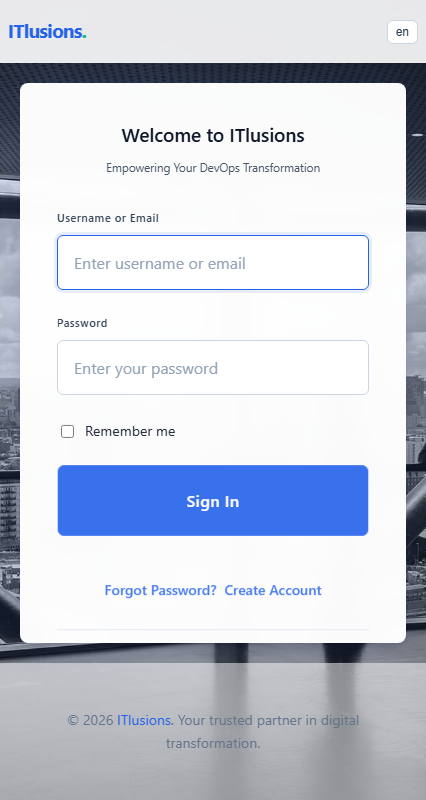 ITlusions.
en
Welcome to ITlusions
Empowering Your DevOps Transformation
Username or Email
Enter username or email
Password
Enter your password
Remember me
Sign In
Forgot Password? Create Account
© 2026 ITlusions. Your trusted partner in digital
transformation.